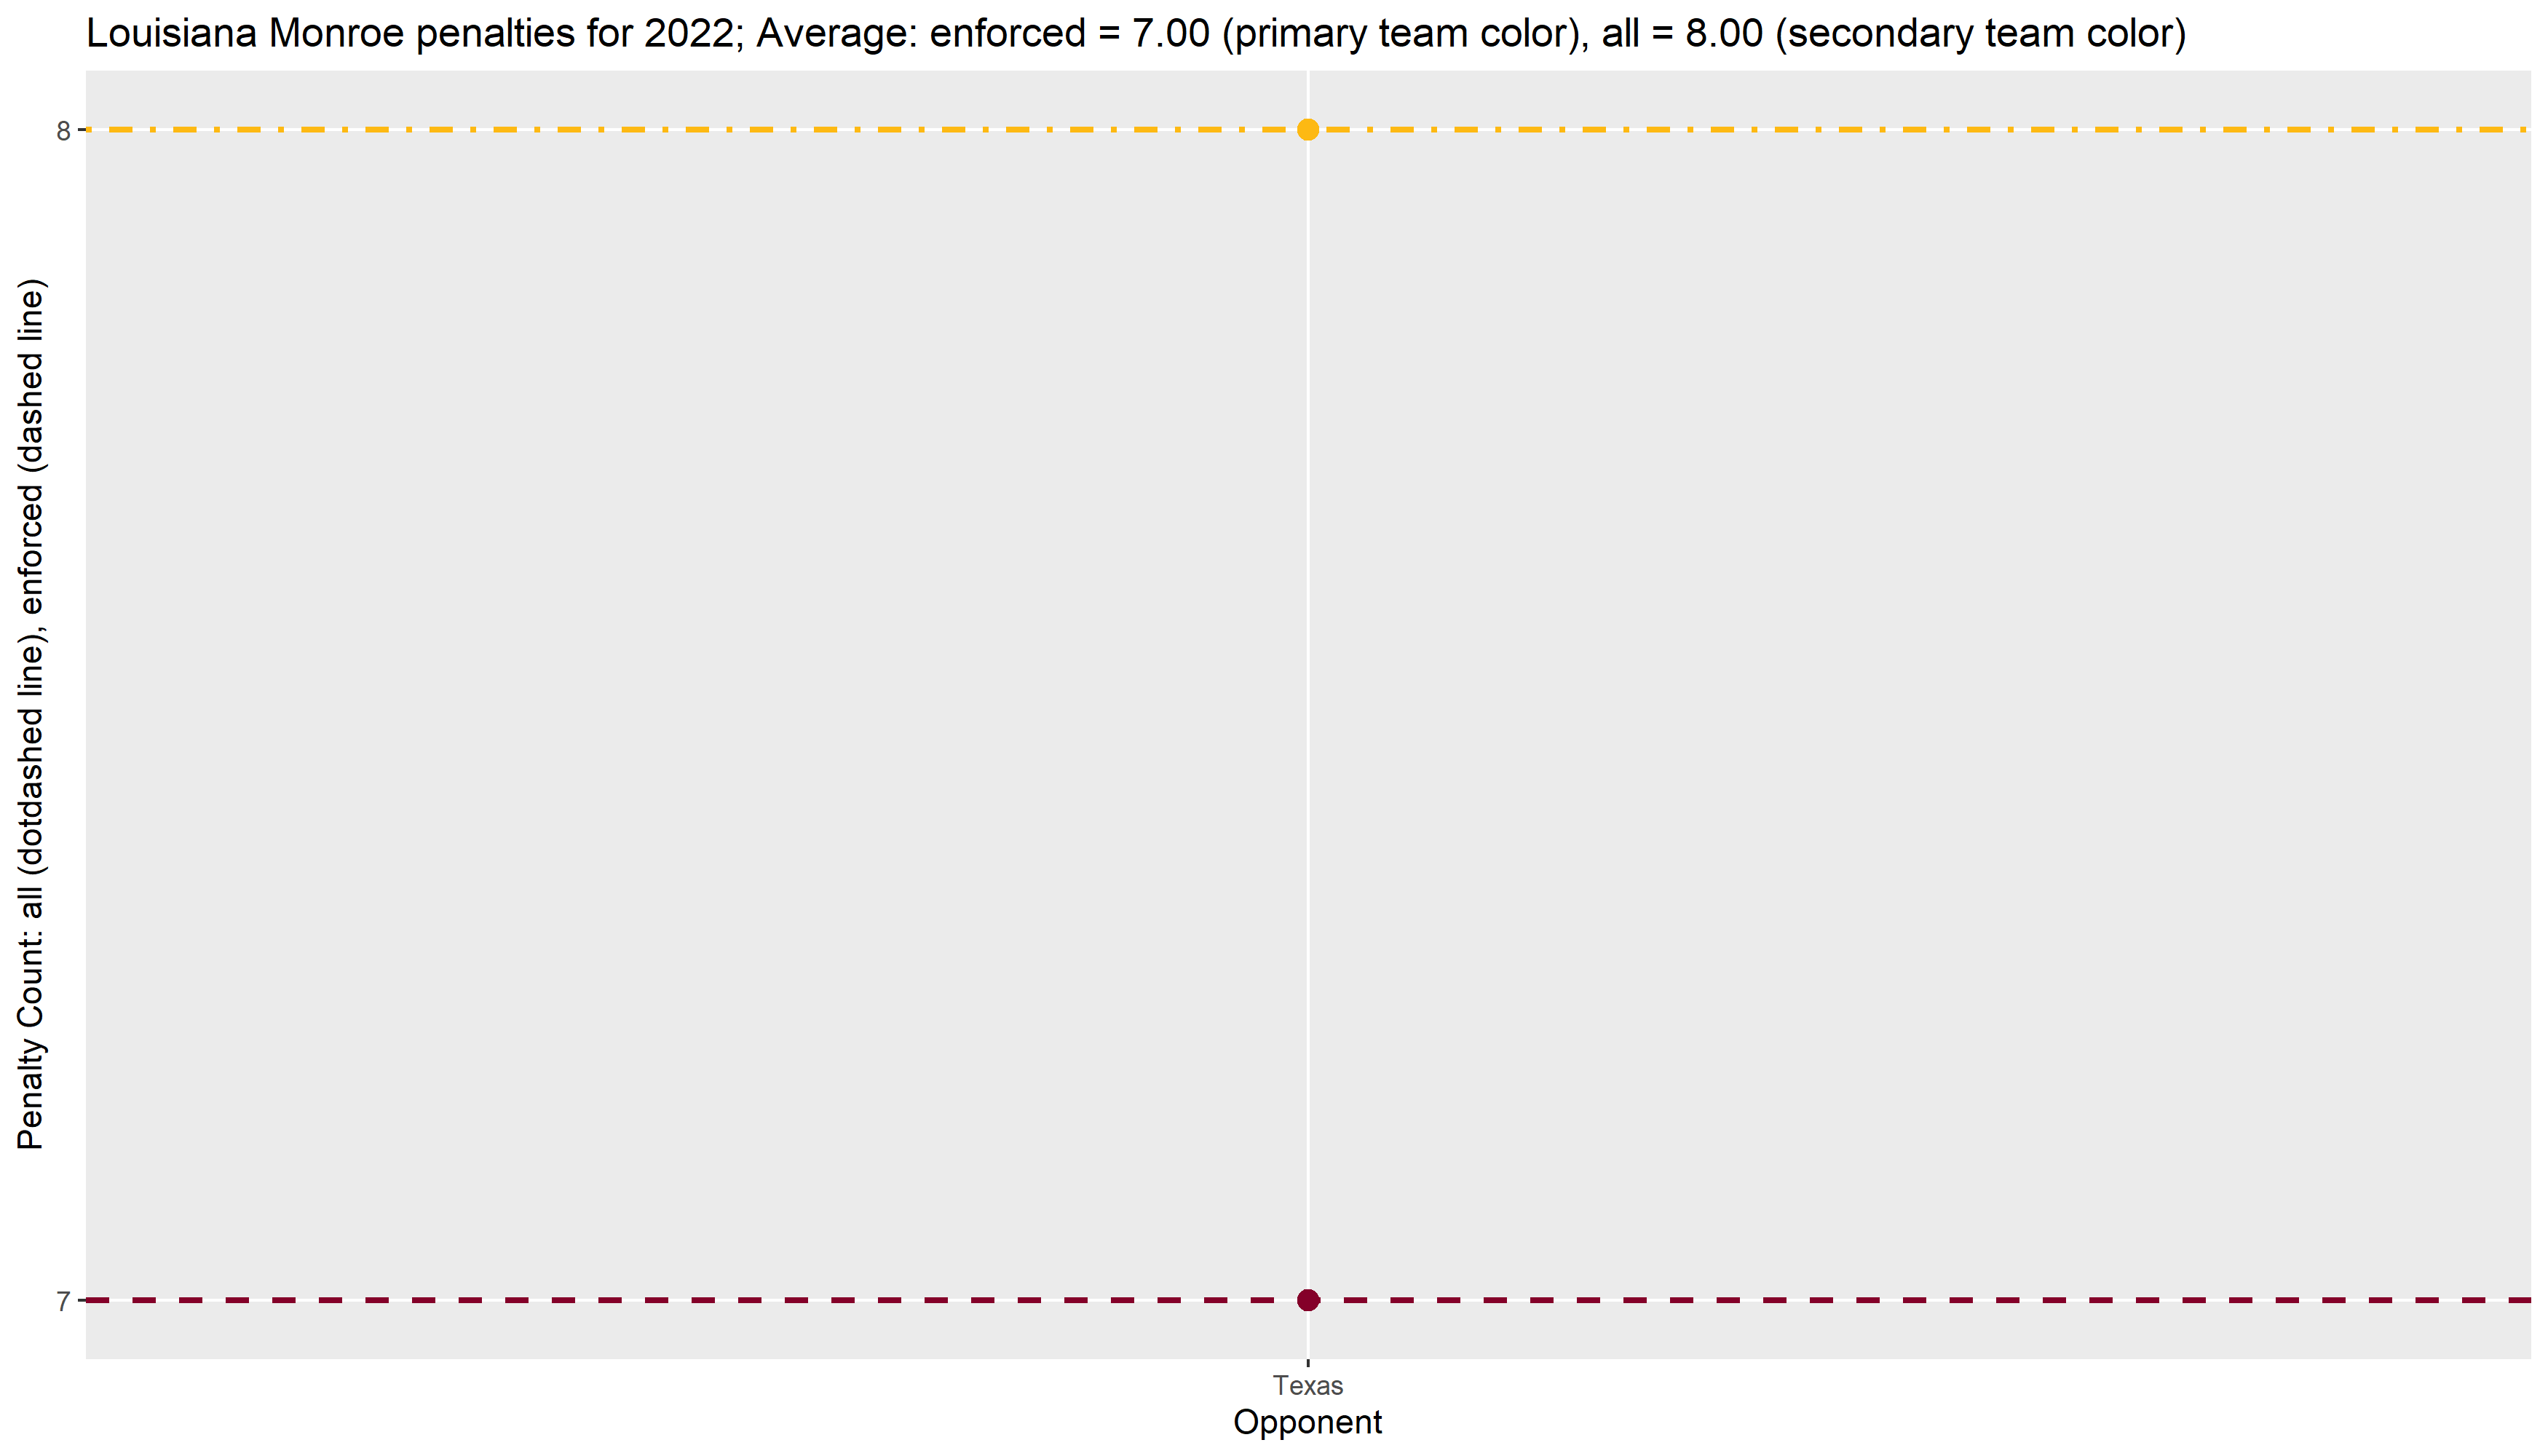 Louisiana Monroe penalties for 2022; Average: enforced = 7.00 (primary team color), all = 8.00 (secondary team color)
Penalty Count: all (dotdashed line), enforced (dashed line)
8
7
Texas
Opponent